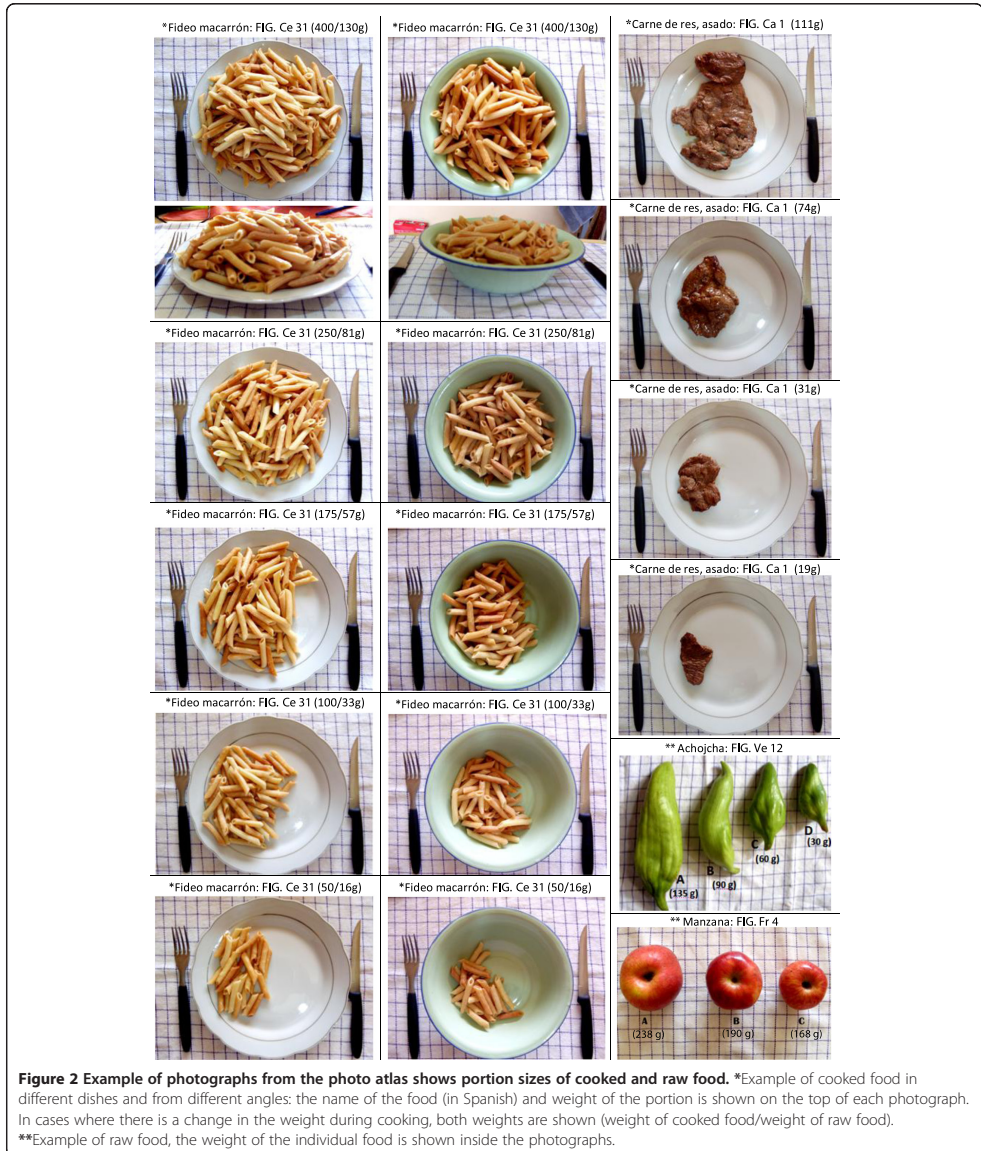 *Fideo macarrón: FIG. Ce 31 (400/130g)
*Fideo macarrón: FIG. Ce 31 (400/130g)
*Carne de res, asado: FIG. Ca 1 (111g)
*Carne de res, asado: FIG. Ca 1 (74g)
*Fideo macarrón: FIG. Ce 31 (250/81g)
*Fideo macarrón: FIG. Ce 31 (250/81g)
*Carne de res, asado: FIG. Ca 1 (31g)
*Fideo macarrón: FIG. Ce 31 (175/57g)
*Fideo macarrón: FIG. Ce 31 (175/57g)
*Carne de res, asado: FIG. Ca 1 (19g)
*Fideo macarrón: FIG. Ce 31 (100/33g)
*Fideo macarrón: FIG. Ce 31 (100/33g)
** Achojcha: FIG. Ve 12
A
(135 g)
B
(90 g)
C
(60 g)
D
(30 g)
*Fideo macarrón: FIG. Ce 31 (50/16g)
*Fideo macarrón: FIG. Ce 31 (50/16g)
** Manzana: FIG. Fr 4
A
(238 g)
B
(190 g)
C
(168 g)
Figure 2 Example of photographs from the photo atlas shows portion sizes of cooked and raw food. *Example of cooked food in
different dishes and from different angles: the name of the food (in Spanish) and weight of the portion is shown on the top of each photograph.
In cases where there is a change in the weight during cooking, both weights are shown (weight of cooked food/weight of raw food).
**Example of raw food, the weight of the individual food is shown inside the photographs.